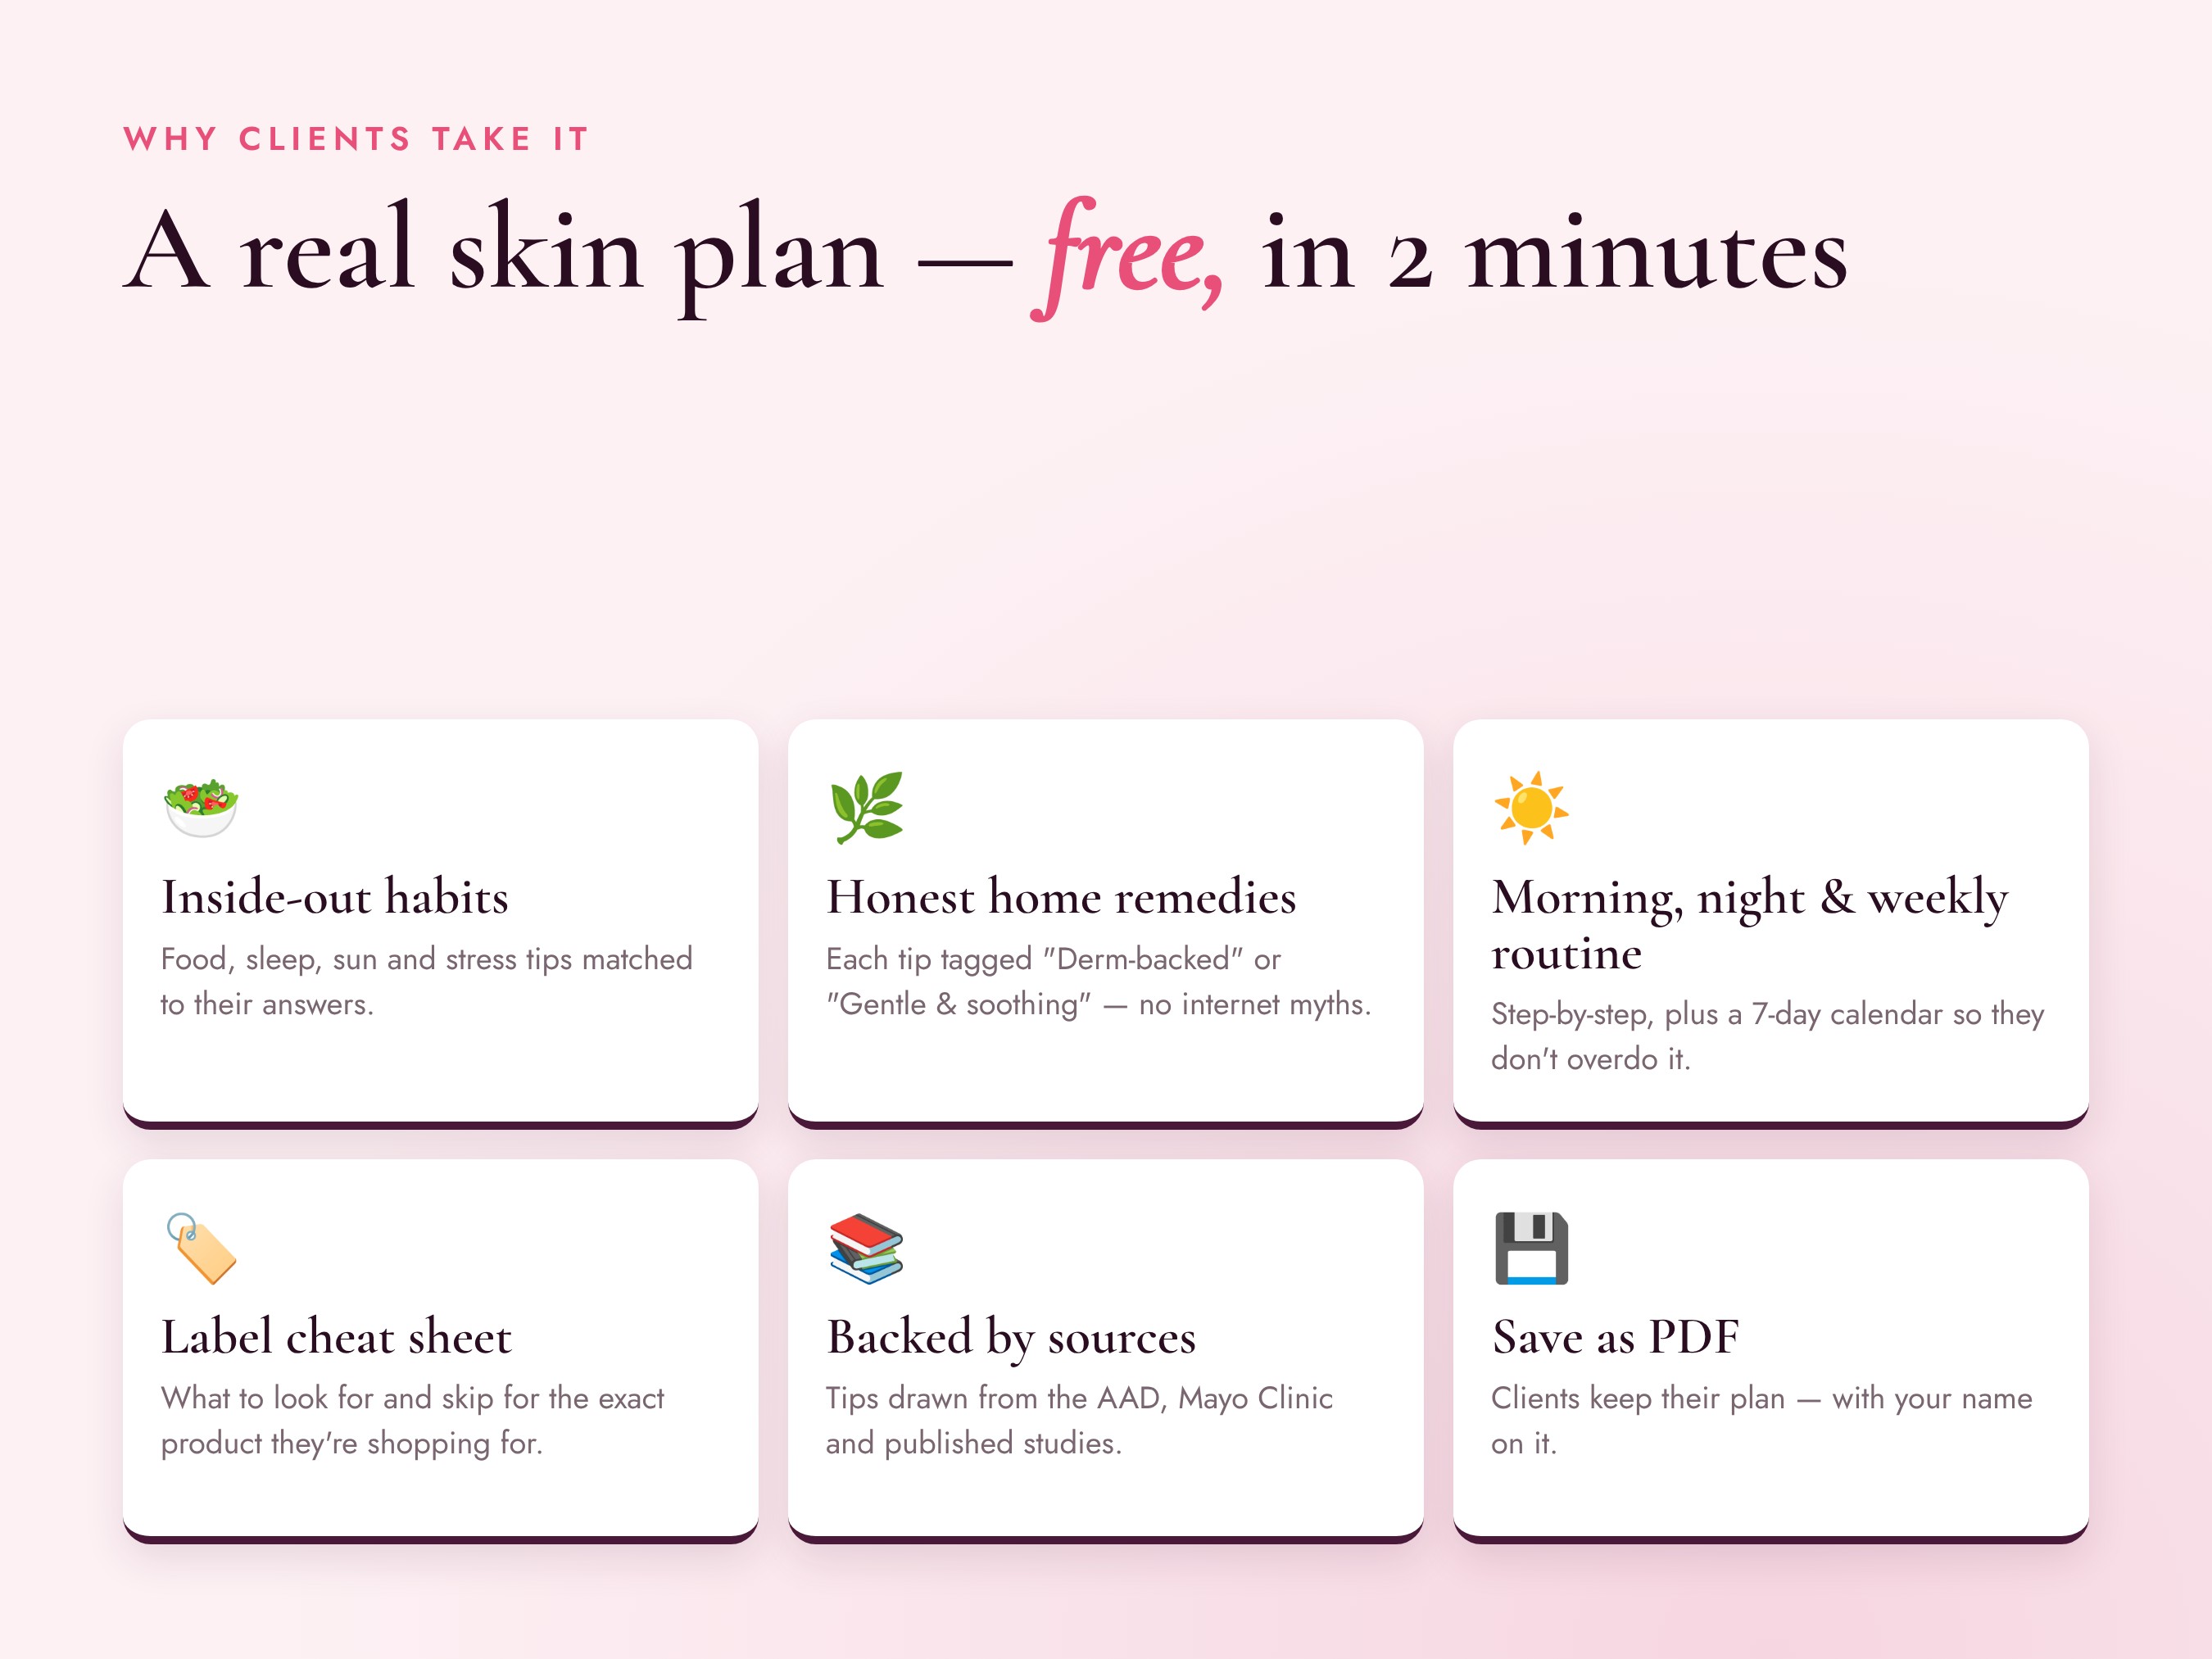 WHY CLIENTS TAKE IT
A real skin plan — free, in 2 minutes
Inside-out habits
Food, sleep, sun and stress tips matched
to their answers.
Honest home remedies
Each tip tagged "Derm-backed" or
"Gentle & soothing" — no internet myths.
Morning, night & weekly
routine
Step-by-step, plus a 7-day calendar so they
don't overdo it.
Label cheat sheet
What to look for and skip for the exact
product they're shopping for.
Backed by sources
Tips drawn from the AAD, Mayo Clinic
and published studies.
Save as PDF
Clients keep their plan — with your name
on it.